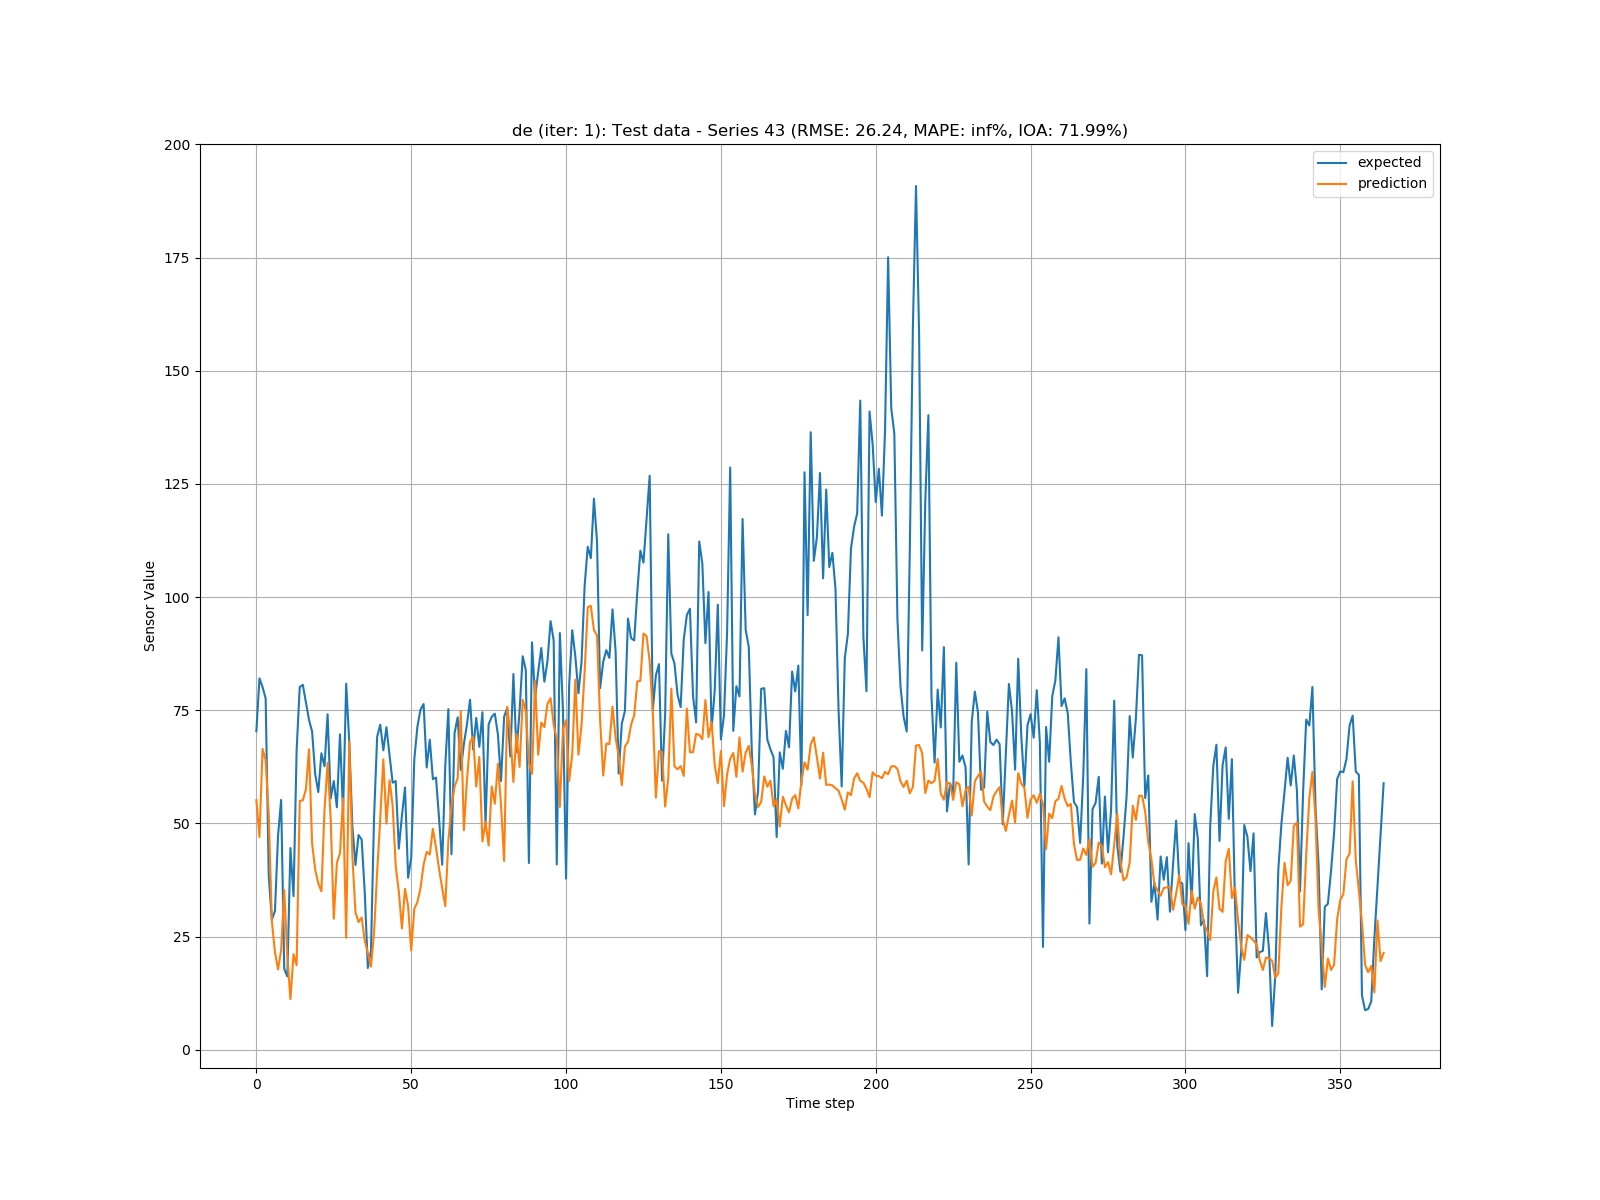 de (iter: 1): Test data - Series 43 (RMSE: 26.24, MAPE: inf%, IOA: 71.99%)
200
175
150
125
100
75
50
25
0
Sensor Value
expected
prediction
0 50 100 150 200 250 300 350
Time step